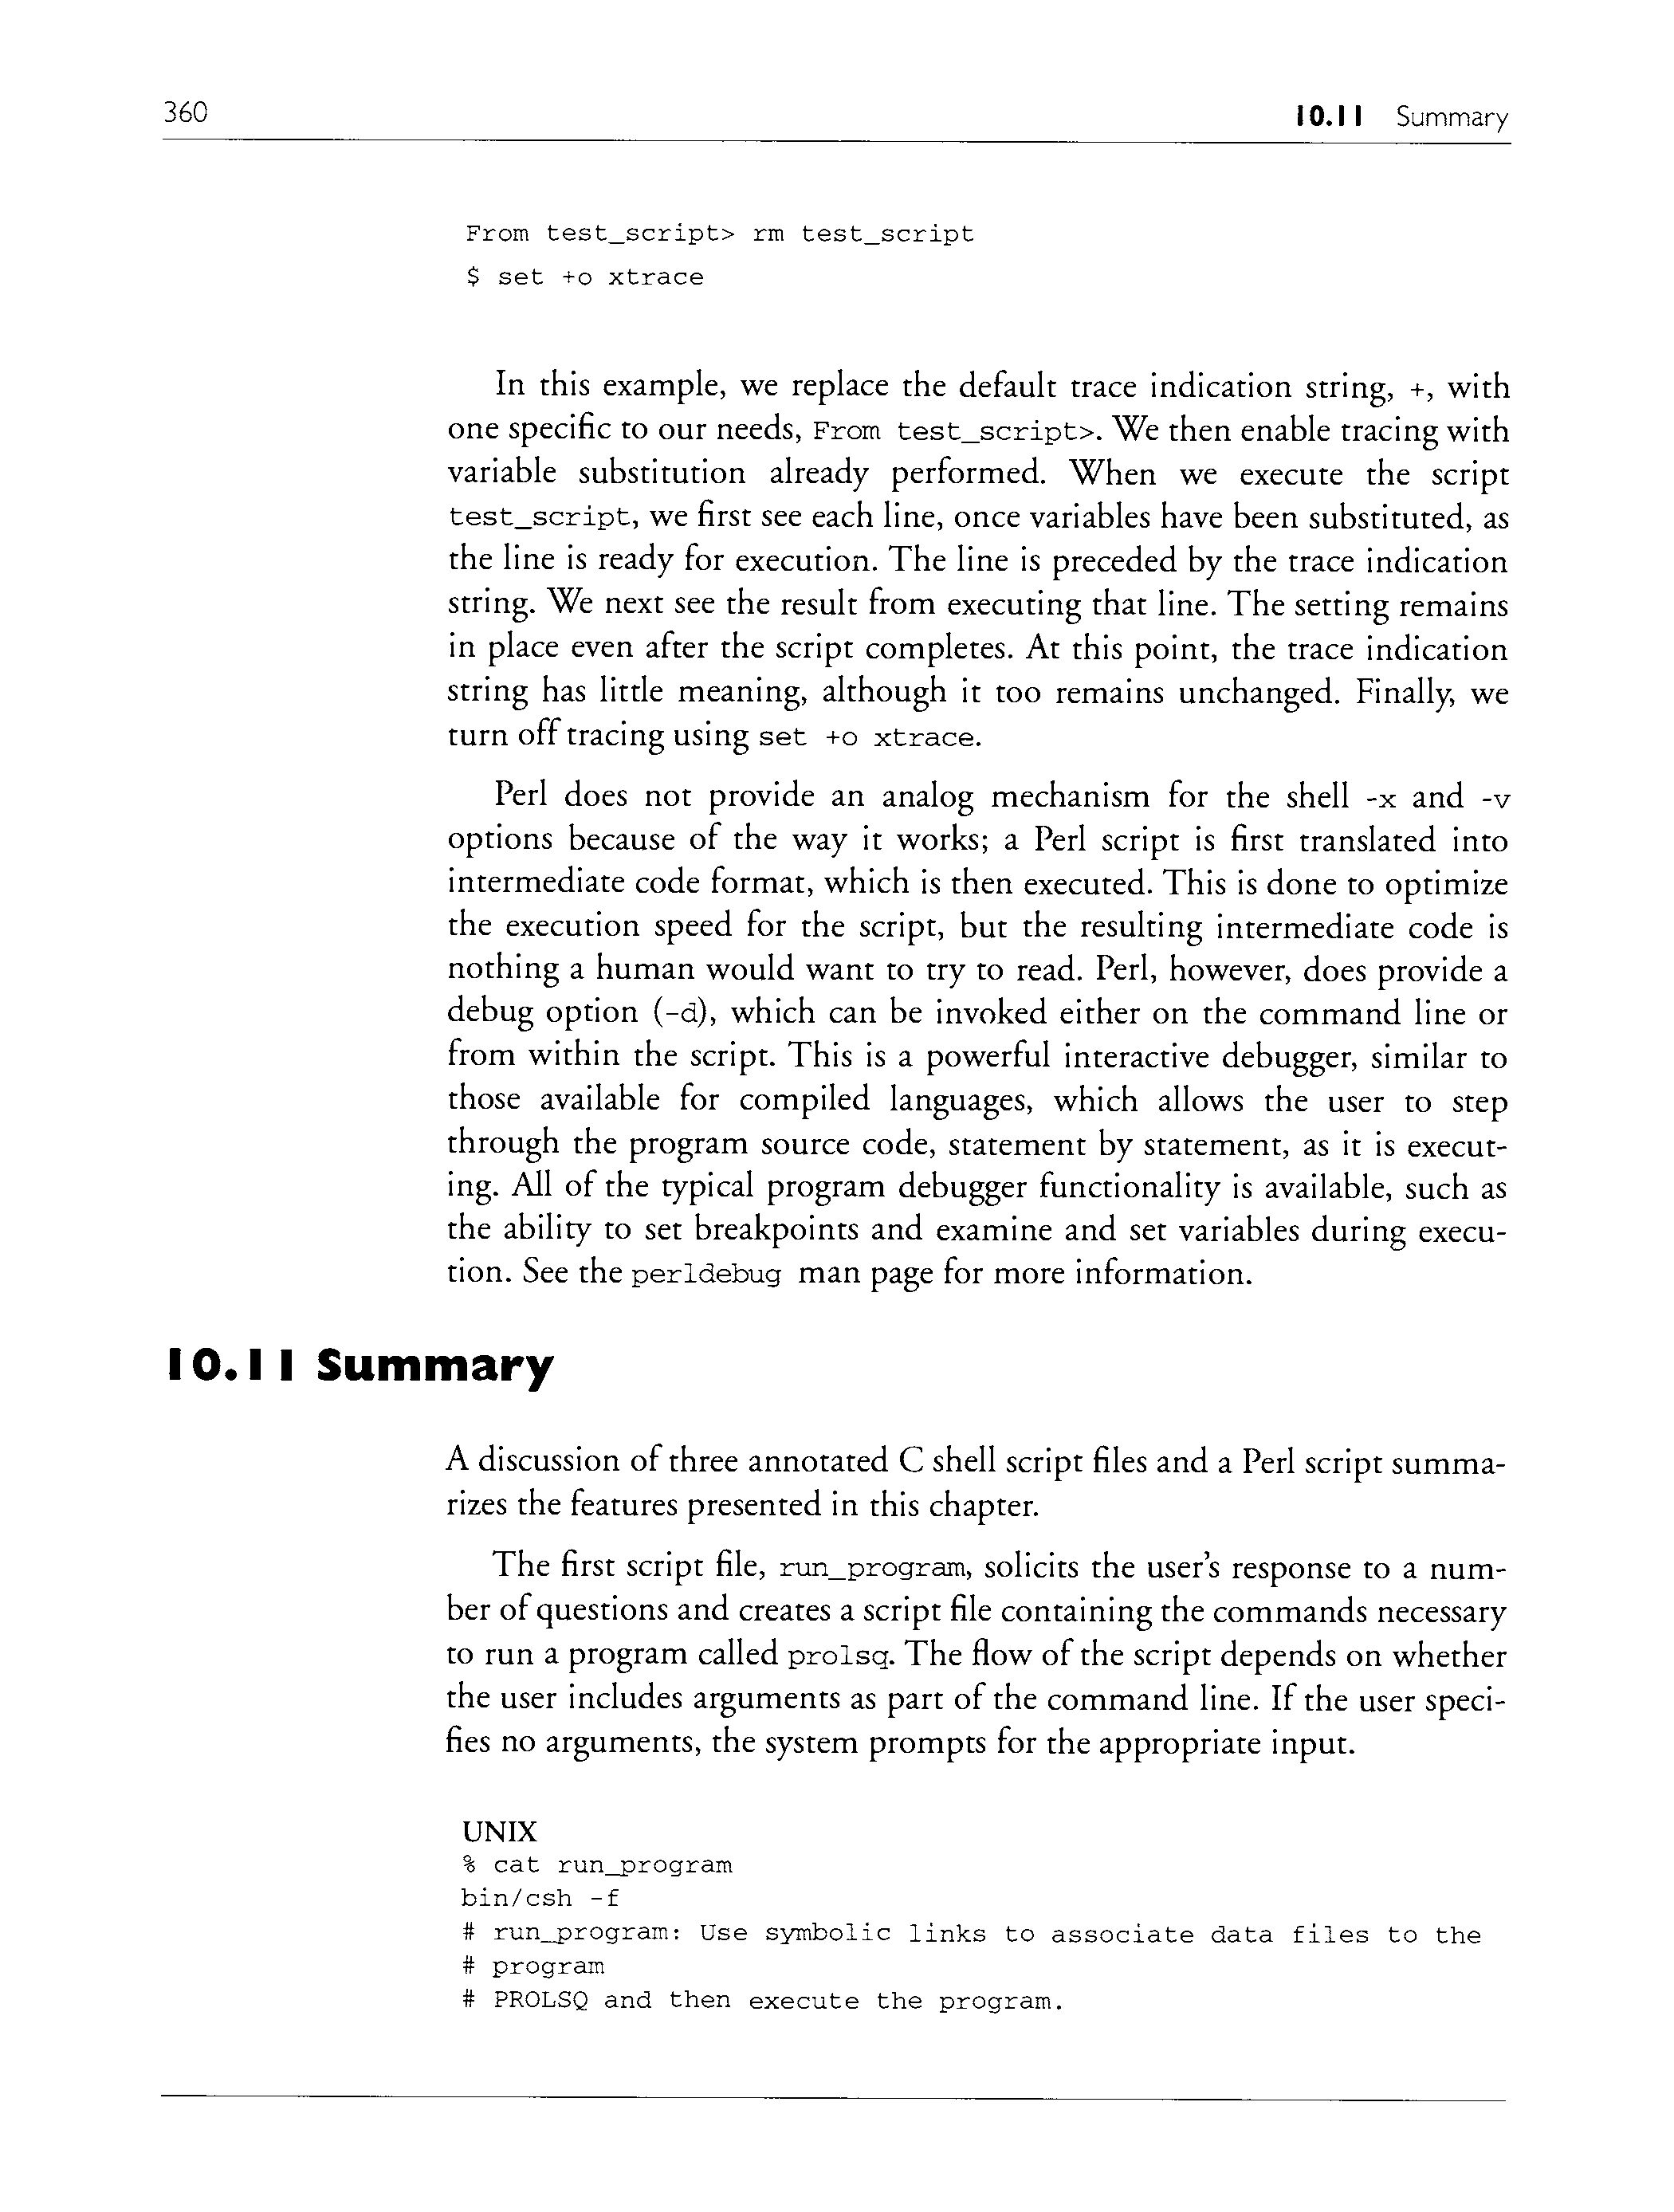 360
10.11 Summary
From test_script> rm test_script
$ set +o xtrace
In this example, we replace the default trace indication string, +, with
one specific to our needs, From test_script>. We then enable tracing with
variable substitution already performed. When we execute the script
test_script, we first see each line, once variables have been substituted, as
the line is ready for execution. The line is preceded by the trace indication
string. We next see the result from executing that line. The setting remains
in place even after the script completes. At this point, the trace indication
string has little meaning, although it too remains unchanged. Finally, we
turn off tracing using set +o xtrace.
Perl does not provide an analog mechanism for the shell -x and -v
options because of the way it works; a Perl script is first translated into
intermediate code format, which is then executed. This is done to optimize
the execution speed for the script, but the resulting intermediate code is
nothing a human would want to try to read. Perl, however, does provide a
debug option (-d), which can be invoked either on the command line or
from within the script. This is a powerful interactive debugger, similar to
those available for compiled languages, which allows the user to step
through the program source code, statement by statement, as it is execut-
ing. All of the typical program debugger functionality is available, such as
the ability to set breakpoints and examine and set variables during execu-
tion. See the perldebug man page for more information.
10.11 Summary
A discussion of three annotated C shell script files and a Perl script summa-
rizes the features presented in this chapter.
The first script file, run_program, solicits the user's response to a num-
ber of questions and creates a script file containing the commands necessary
to run a program called prolsq. The flow of the script depends on whether
the user includes arguments as part of the command line. If the user speci-
fies no arguments, the system prompts for the appropriate input.
UNIX
% cat run_program
bin/csh -f
# run_program: Use symbolic links to associate data files to the
# program
# PROLSQ and then execute the program.